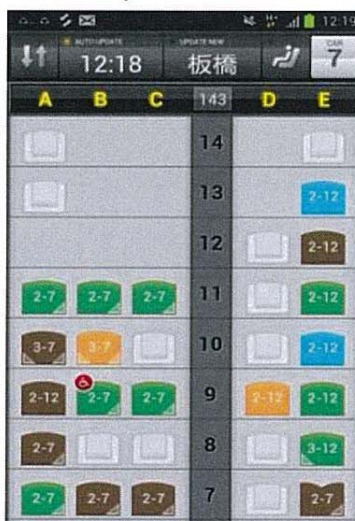 12:19
AUTO UPDATE
12:18
UPDATE NEW
板橋
CAR
7
A B C 143 D E
14
13 2-12
12 2-12
2-7 2-7 2-7 11 2-12
3-7 3-7 10 2-12
2-12 2-7 2-7 9 2-12 2-12
2-7 8 3-12
2-7 2-7 2-7 7 2-7